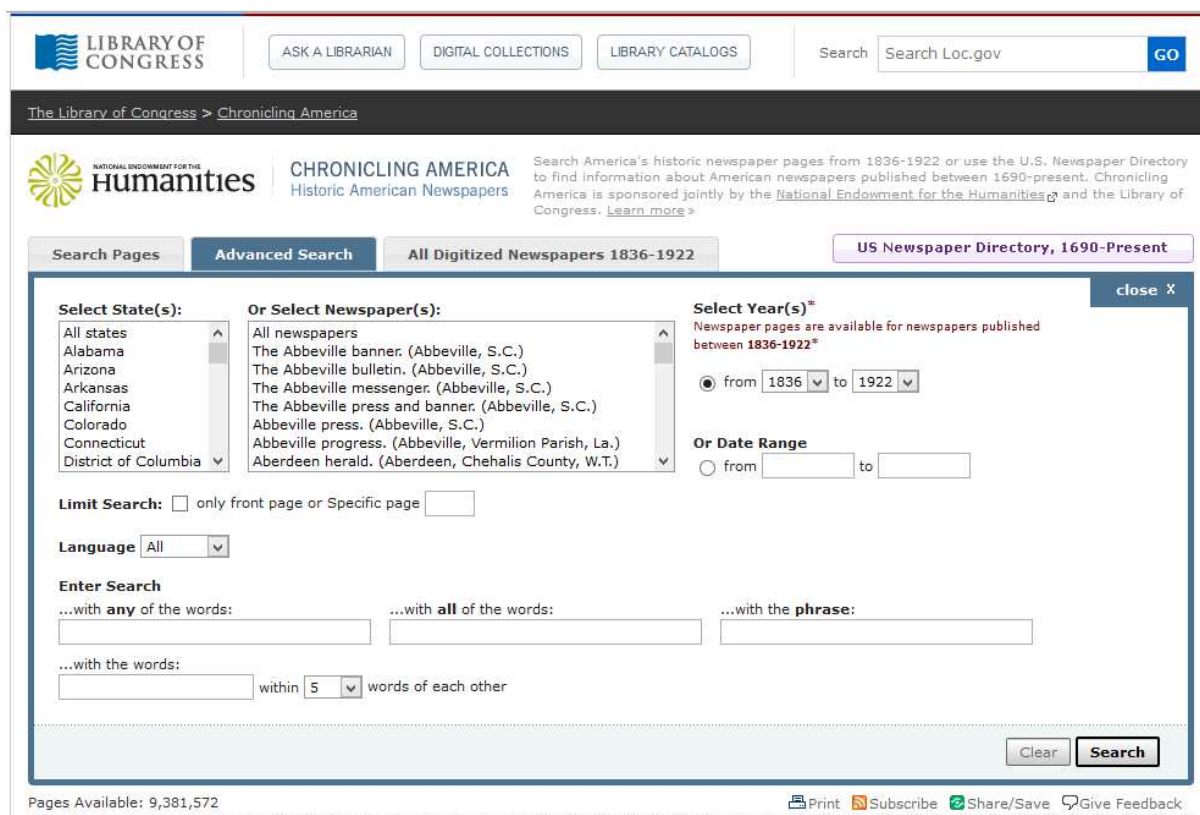 LIBRARY OF CONGRESS
ASK A LIBRARIAN
DIGITAL COLLECTIONS
LIBRARY CATALOGS
Search
Search Loc.gov
GO
The Library of Congress > Chronicling America
NATIONAL ENDOWMENT FOR THE
Humanities
CHRONICLING AMERICA
Historic American Newspapers
Search America's historic newspaper pages from 1836-1922 or use the U.S. Newspaper Directory
to find information about American newspapers published between 1690-present. Chronicling
America is sponsored jointly by the National Endowment for the Humanities and the Library of
Congress. Learn more »
Search Pages
Advanced Search
All Digitized Newspapers 1836-1922
US Newspaper Directory, 1690-Present
close X
Select State(s):
All states
Alabama
Arizona
Arkansas
California
Colorado
Connecticut
District of Columbia
Or Select Newspaper(s):
All newspapers
The Abbeville banner. (Abbeville, S.C.)
The Abbeville bulletin. (Abbeville, S.C.)
The Abbeville messenger. (Abbeville, S.C.)
The Abbeville press and banner. (Abbeville, S.C.)
Abbeville press. (Abbeville, S.C.)
Abbeville progress. (Abbeville, Vermilion Parish, La.)
Aberdeen herald. (Aberdeen, Chehalis County, W.T.)
Select Year(s)*
Newspaper pages are available for newspapers published
between 1836-1922*
from 1836 to 1922
Or Date Range
from to
Limit Search: only front page or Specific page
Language All
Enter Search
...with any of the words:
...with all of the words:
...with the phrase:
...with the words:
within 5 words of each other
Clear
Search
Pages Available: 9,381,572
Print Subscribe Share/Save Give Feedback